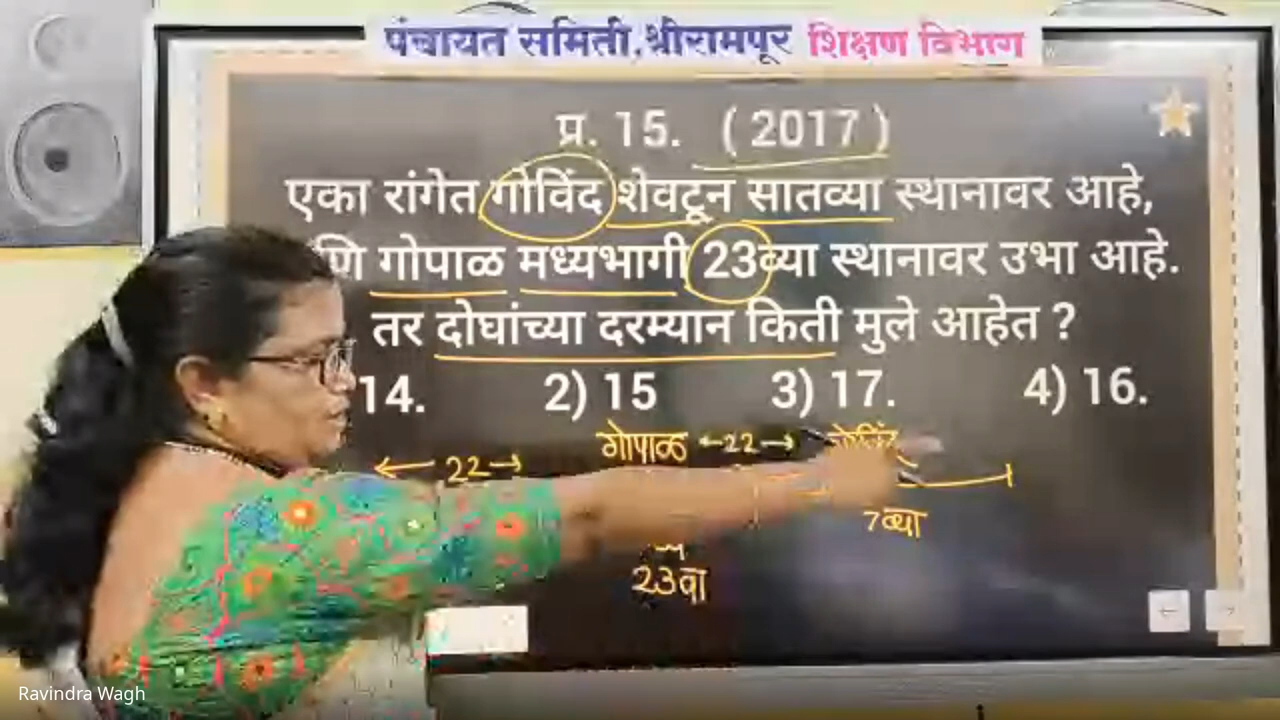 पंचायत समिती,श्रीरामपूर शिक्षण विभाग
प्र. 15. ( 2017 )
एका रांगेत गोविंद शेवटून सातव्या स्थानावर आहे,
गोपाळ मध्यभागी 23व्या स्थानावर उभा आहे.
तर दोघांच्या दरम्यान किती मुले आहेत ?
14. 2) 15 3) 17. 4) 16.
गोपाळ ←22→
← 22 →
7व्या
23वा
Ravindra Wagh